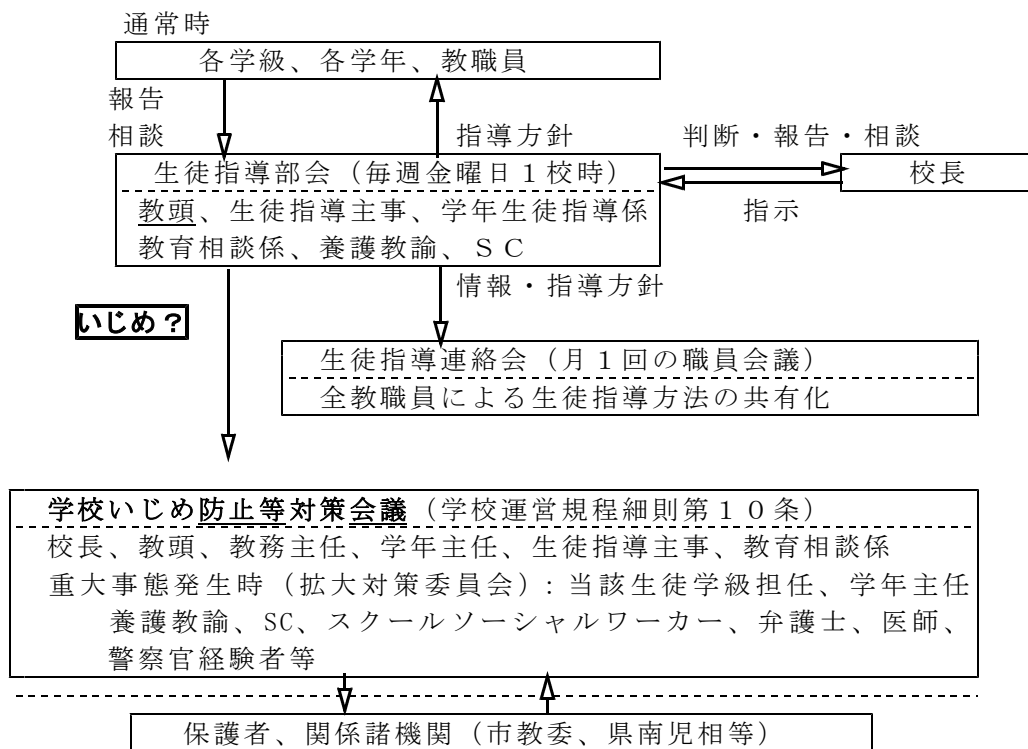 通常時
各学級、各学年、教職員
報告
相談
指導方針
判断・報告・相談
生徒指導部会（毎週金曜日１校時）
校長
教頭、生徒指導主事、学年生徒指導係
指示
教育相談係、養護教諭、ＳＣ
情報・指導方針
いじめ？
生徒指導連絡会（月１回の職員会議）
全教職員による生徒指導方法の共有化
学校いじめ防止等対策会議（学校運営規程細則第１０条）
校長、教頭、教務主任、学年主任、生徒指導主事、教育相談係
重大事態発生時（拡大対策委員会）：当該生徒学級担任、学年主任
養護教諭、SC、スクールソーシャルワーカー、弁護士、医師、
警察官経験者等
保護者、関係諸機関（市教委、県南児相等）